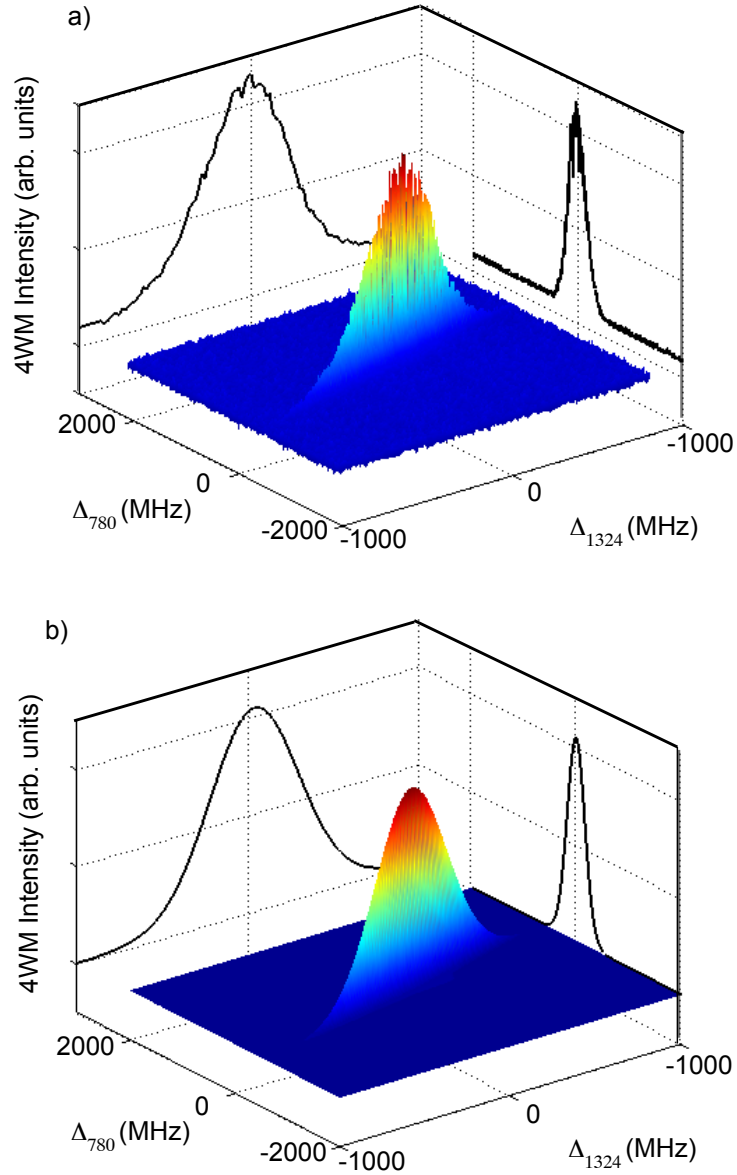 a)
4WM Intensity (arb. units)
2000
0
-2000
Δ780 (MHz)
-1000
0
-1000
Δ1324 (MHz)
b)
4WM Intensity (arb. units)
2000
0
-2000
Δ780 (MHz)
-1000
0
-1000
Δ1324 (MHz)